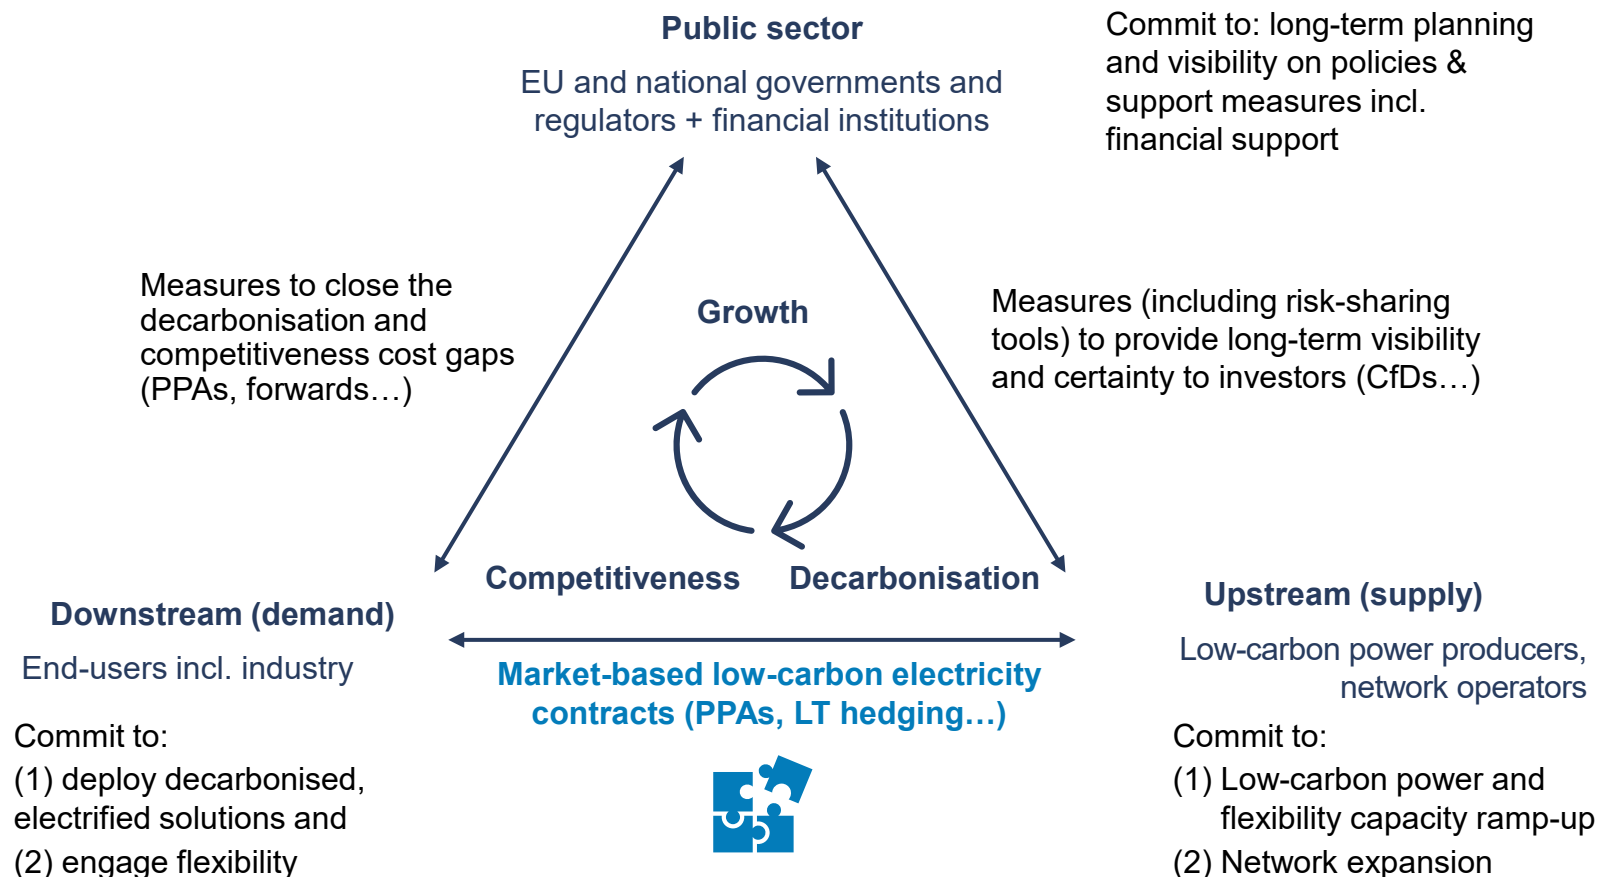 Public sector
EU and national governments and
regulators + financial institutions
Commit to: long-term planning
and visibility on policies &
support measures incl.
financial support
Measures to close the
decarbonisation and
competitiveness cost gaps
(PPAs, forwards…)
Growth
Measures (including risk-sharing
tools) to provide long-term visibility
and certainty to investors (CfDs…)
Competitiveness
Decarbonisation
Downstream (demand)
End-users incl. industry
Commit to:
(1) deploy decarbonised,
electrified solutions and
(2) engage flexibility
Market-based low-carbon electricity
contracts (PPAs, LT hedging…)
Upstream (supply)
Low-carbon power producers,
network operators
Commit to:
(1) Low-carbon power and
flexibility capacity ramp-up
(2) Network expansion